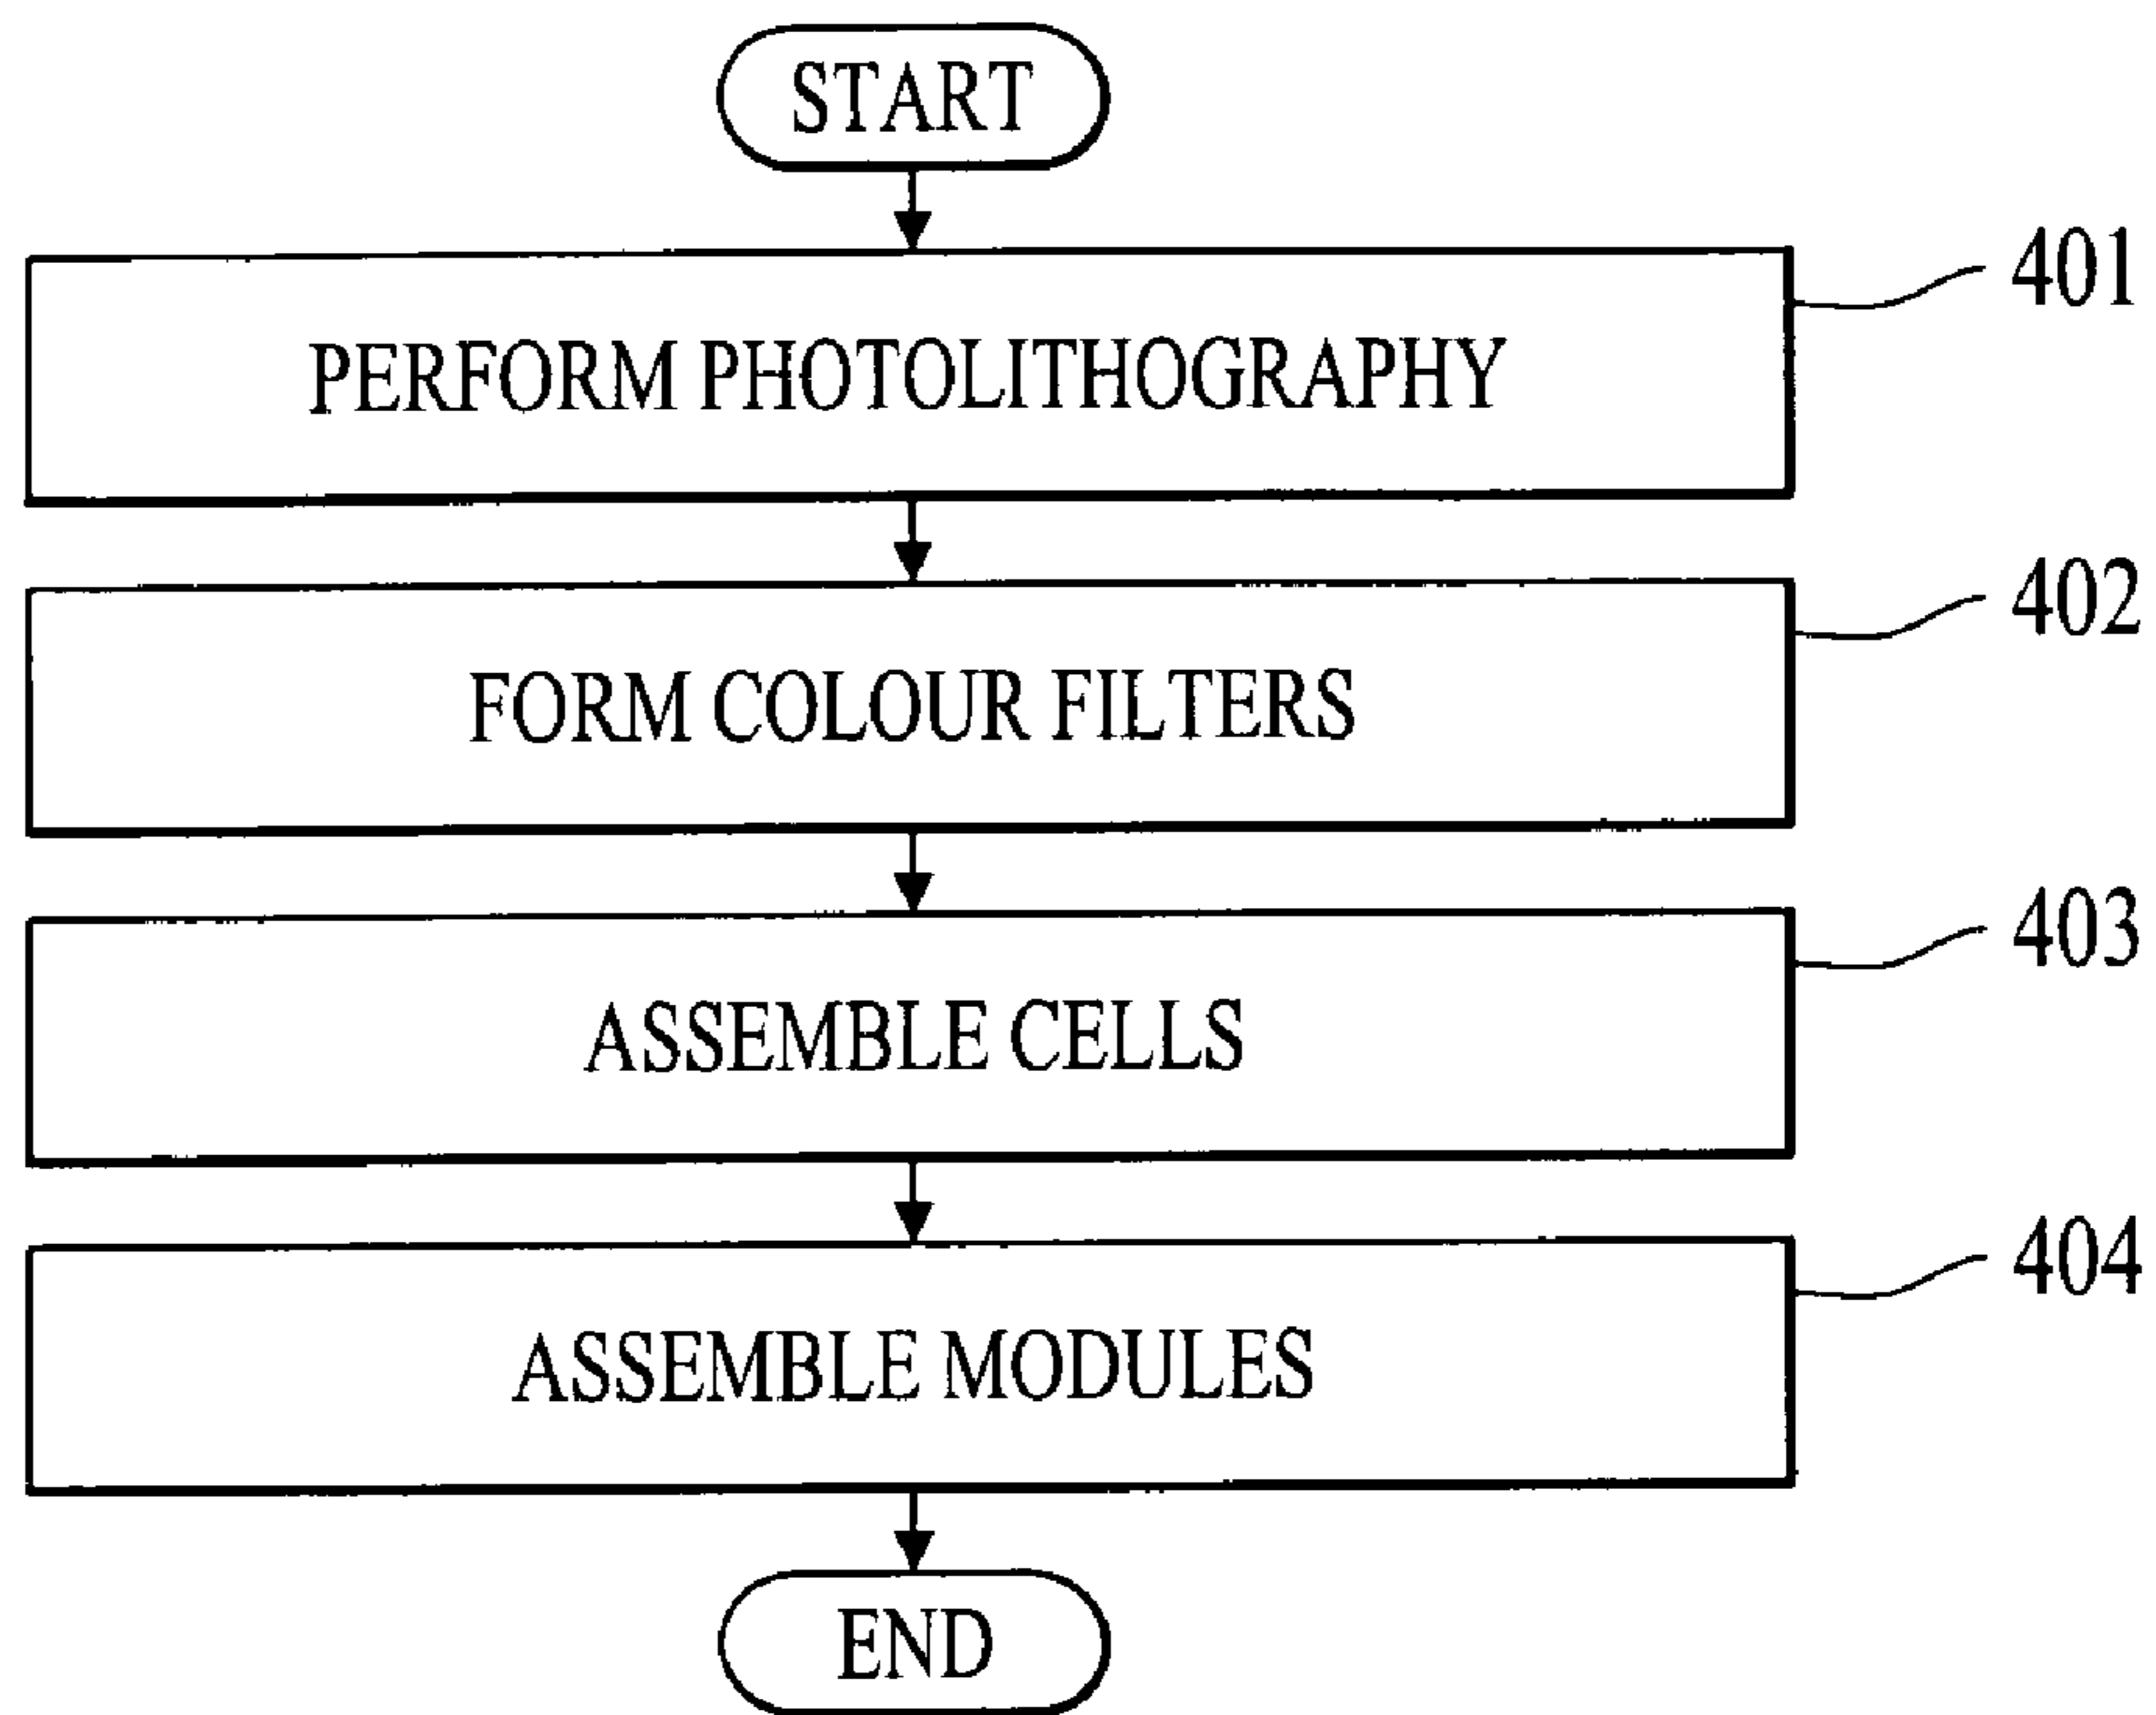 START
401
PERFORM PHOTOLITHOGRAPHY
402
FORM COLOUR FILTERS
403
ASSEMBLE CELLS
404
ASSEMBLE MODULES
END